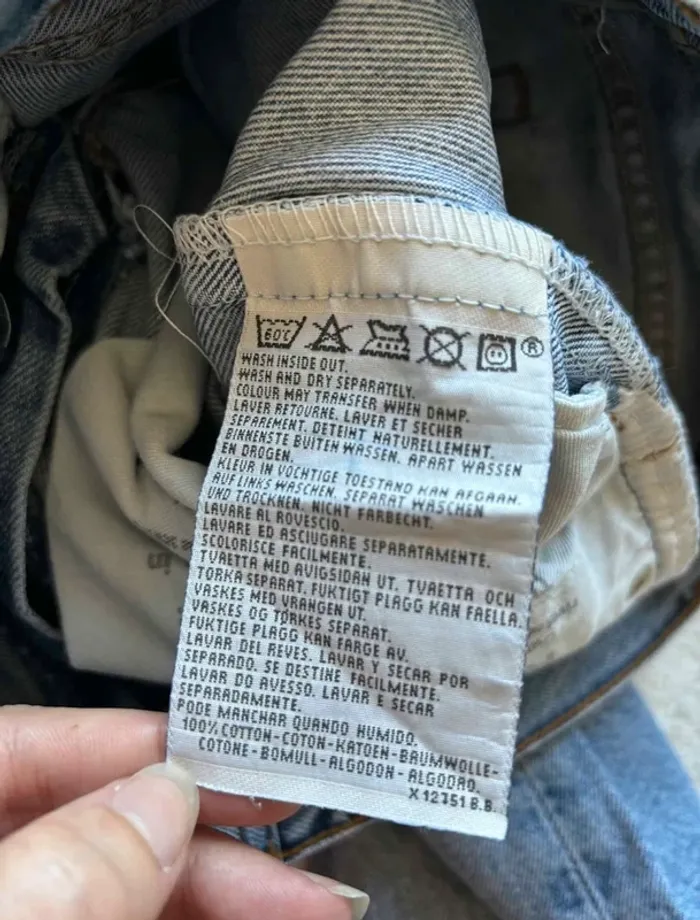 60°C ®
WASH INSIDE OUT.
WASH AND DRY SEPARATELY.
COLOUR MAY TRANSFER WHEN DAMP.
LAVER RETOURNE. LAVER ET SECHER
SEPAREMENT. DETEINT NATURELLEMENT.
BINNENSTE BUITEN WASSEN. APART WASSEN
EN DROGEN.
KLEUR IN VOCHTIGE TOESTAND KAN AFGAAN.
AUF LINKS WASCHEN. SEPARAT WASCHEN
UND TROCKNEN. NICHT FARBECHT.
LAVARE AL ROVESCIO.
LAVARE ED ASCIUGARE SEPARATAMENTE.
SCOLORISCE FACILMENTE.
TVAETTA MED AVIGSIDAN UT. TVAETTA OCH
TORKA SEPARAT. FUKTIGT PLAGG KAN FAELLA.
VASKES MED VRANGEN UT.
VASKES OG TORKES SEPARAT.
FUKTIGE PLAGG KAN FARGE AV.
LAVAR DEL REVES. LAVAR Y SECAR POR
SEPARADO. SE DESTINE FACILMENTE.
LAVAR DO AVESSO. LAVAR E SECAR
SEPARADAMENTE.
PODE MANCHAR QUANDO HUMIDO.
100% COTTON-COTON-KATOEN-BAUMWOLLE-
COTONE-BOMULL-ALGODON-ALGODAO.
X12751 B.B.